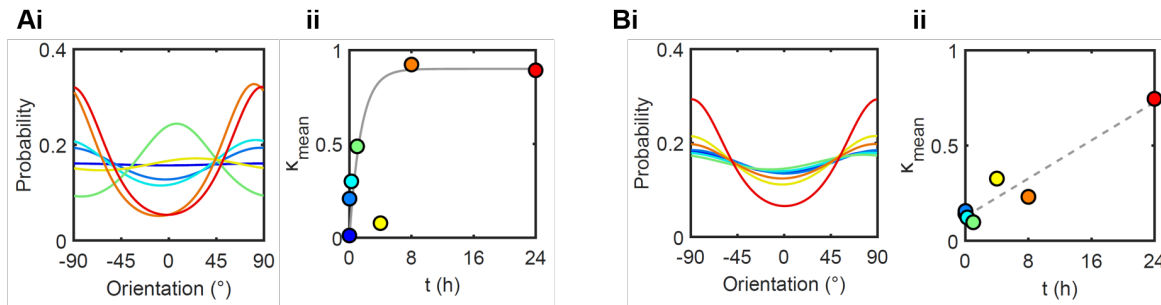 Ai
ii
Bi
ii
0.4
0.2
0
Probability
-90 -45 0 45 90
Orientation (°)
1
0.5
0
κmean
0 8 16 24
t (h)
0.4
0.2
0
Probability
-90 -45 0 45 90
Orientation (°)
1
0.5
0
κmean
0 8 16 24
t (h)